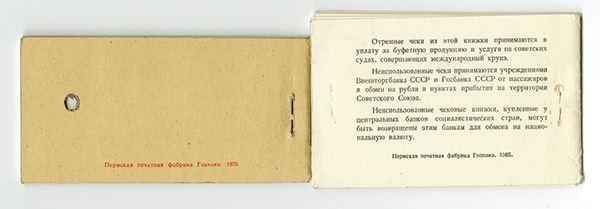 Пермская печатная фабрика Гознака. 1979.
Отрезные чеки из этой книжки принимаются в
уплату за буфетную продукцию и услуги на советских
судах, совершающих международный круиз.
Неиспользованные чеки принимаются учреждениями
Внешторгбанка СССР и Госбанка СССР от пассажиров
в обмен на рубли в пунктах прибытия на территории
Советского Союза.
Неиспользованные чековые книжки, купленные у
центральных банков социалистических стран, могут
быть возвращены этим банкам для обмена на нацио-
нальную валюту.
Пермская печатная фабрика Гознака. 1985.